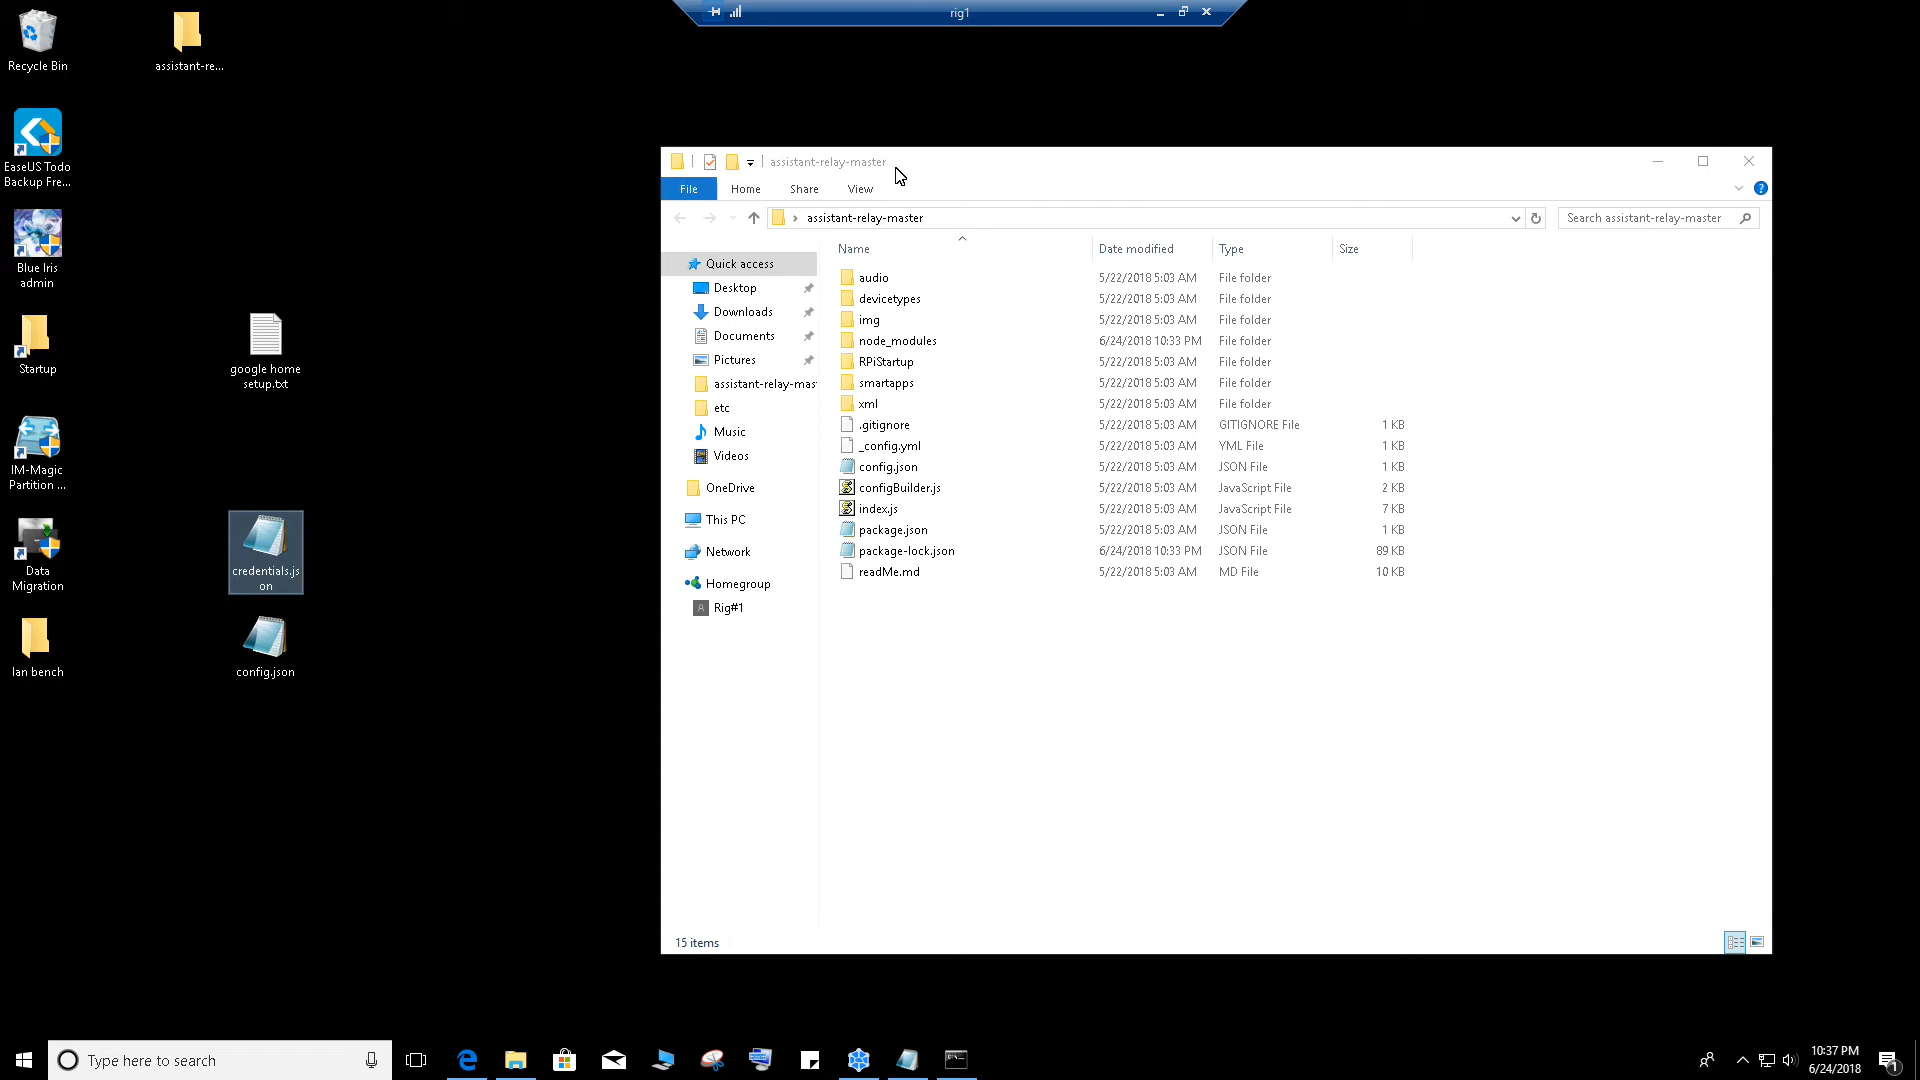 rig1
Recycle Bin
assistant-re...
EaseUS Todo
Backup Fre...
Blue Iris
admin
Startup
google home
setup.txt
IM-Magic
Partition ...
Data
Migration
credentials.js
on
Ian bench
config.json
assistant-relay-master
File
Home
Share
View
assistant-relay-master
Search assistant-relay-master
Name
Date modified
Type
Size
Quick access
Desktop
Downloads
Documents
Pictures
assistant-relay-mas
etc
Music
Videos
OneDrive
This PC
Network
Homegroup
Rig#1
audio 5/22/2018 5:03 AM File folder
devicetypes 5/22/2018 5:03 AM File folder
img 5/22/2018 5:03 AM File folder
node_modules 6/24/2018 10:33 PM File folder
RPiStartup 5/22/2018 5:03 AM File folder
smartapps 5/22/2018 5:03 AM File folder
xml 5/22/2018 5:03 AM File folder
.gitignore 5/22/2018 5:03 AM GITIGNORE File 1 KB
_config.yml 5/22/2018 5:03 AM YML File 1 KB
config.json 5/22/2018 5:03 AM JSON File 1 KB
configBuilder.js 5/22/2018 5:03 AM JavaScript File 2 KB
index.js 5/22/2018 5:03 AM JavaScript File 7 KB
package.json 5/22/2018 5:03 AM JSON File 1 KB
package-lock.json 6/24/2018 10:33 PM JSON File 89 KB
readMe.md 5/22/2018 5:03 AM MD File 10 KB
15 items
Type here to search
10:37 PM
6/24/2018
1